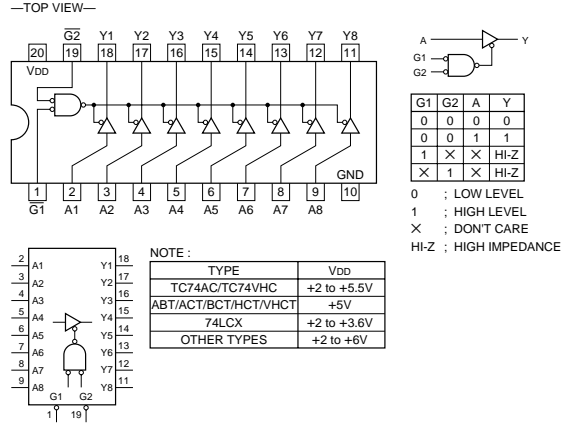 —TOP VIEW—
G2 Y1 Y2 Y3 Y4 Y5 Y6 Y7 Y8
20 19 18 17 16 15 14 13 12 11
VDD
GND
1 2 3 4 5 6 7 8 9 10
G1 A1 A2 A3 A4 A5 A6 A7 A8
A Y
G1
G2
G1 G2 A Y
0 0 0 0
0 0 1 1
1 × × HI-Z
× 1 × HI-Z
0 ; LOW LEVEL
1 ; HIGH LEVEL
× ; DON'T CARE
HI-Z ; HIGH IMPEDANCE
2 A1 Y1 18
3 A2 Y2 17
4 A3 Y3 16
5 A4 Y4 15
6 A5 Y5 14
7 A6 Y6 13
8 A7 Y7 12
9 A8 Y8 11
G1 G2
1 19
NOTE :
TYPE VDD
TC74AC/TC74VHC +2 to +5.5V
ABT/ACT/BCT/HCT/VHCT +5V
74LCX +2 to +3.6V
OTHER TYPES +2 to +6V